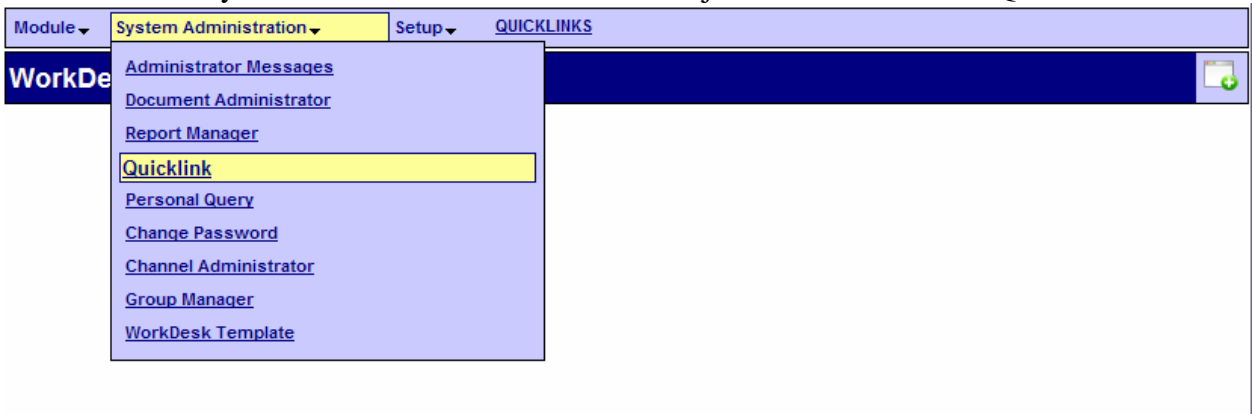 Module System Administration Setup QUICKLINKS
WorkDe
Administrator Messages
Document Administrator
Report Manager
Quicklink
Personal Query
Change Password
Channel Administrator
Group Manager
WorkDesk Template